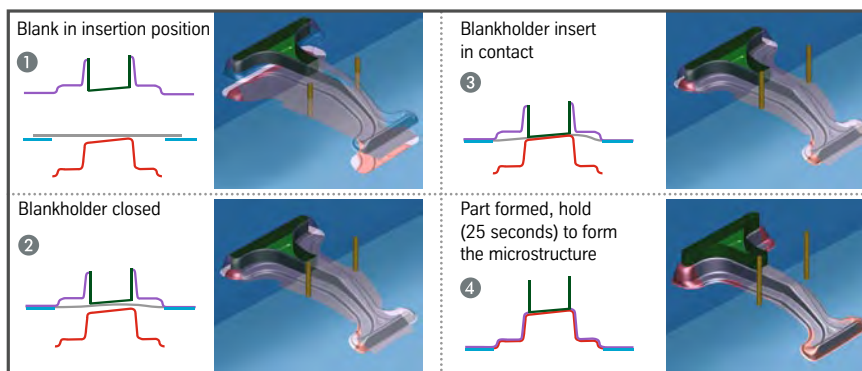 Blank in insertion position
1
Blankholder closed
2
Blankholder insert
in contact
3
Part formed, hold
(25 seconds) to form
the microstructure
4